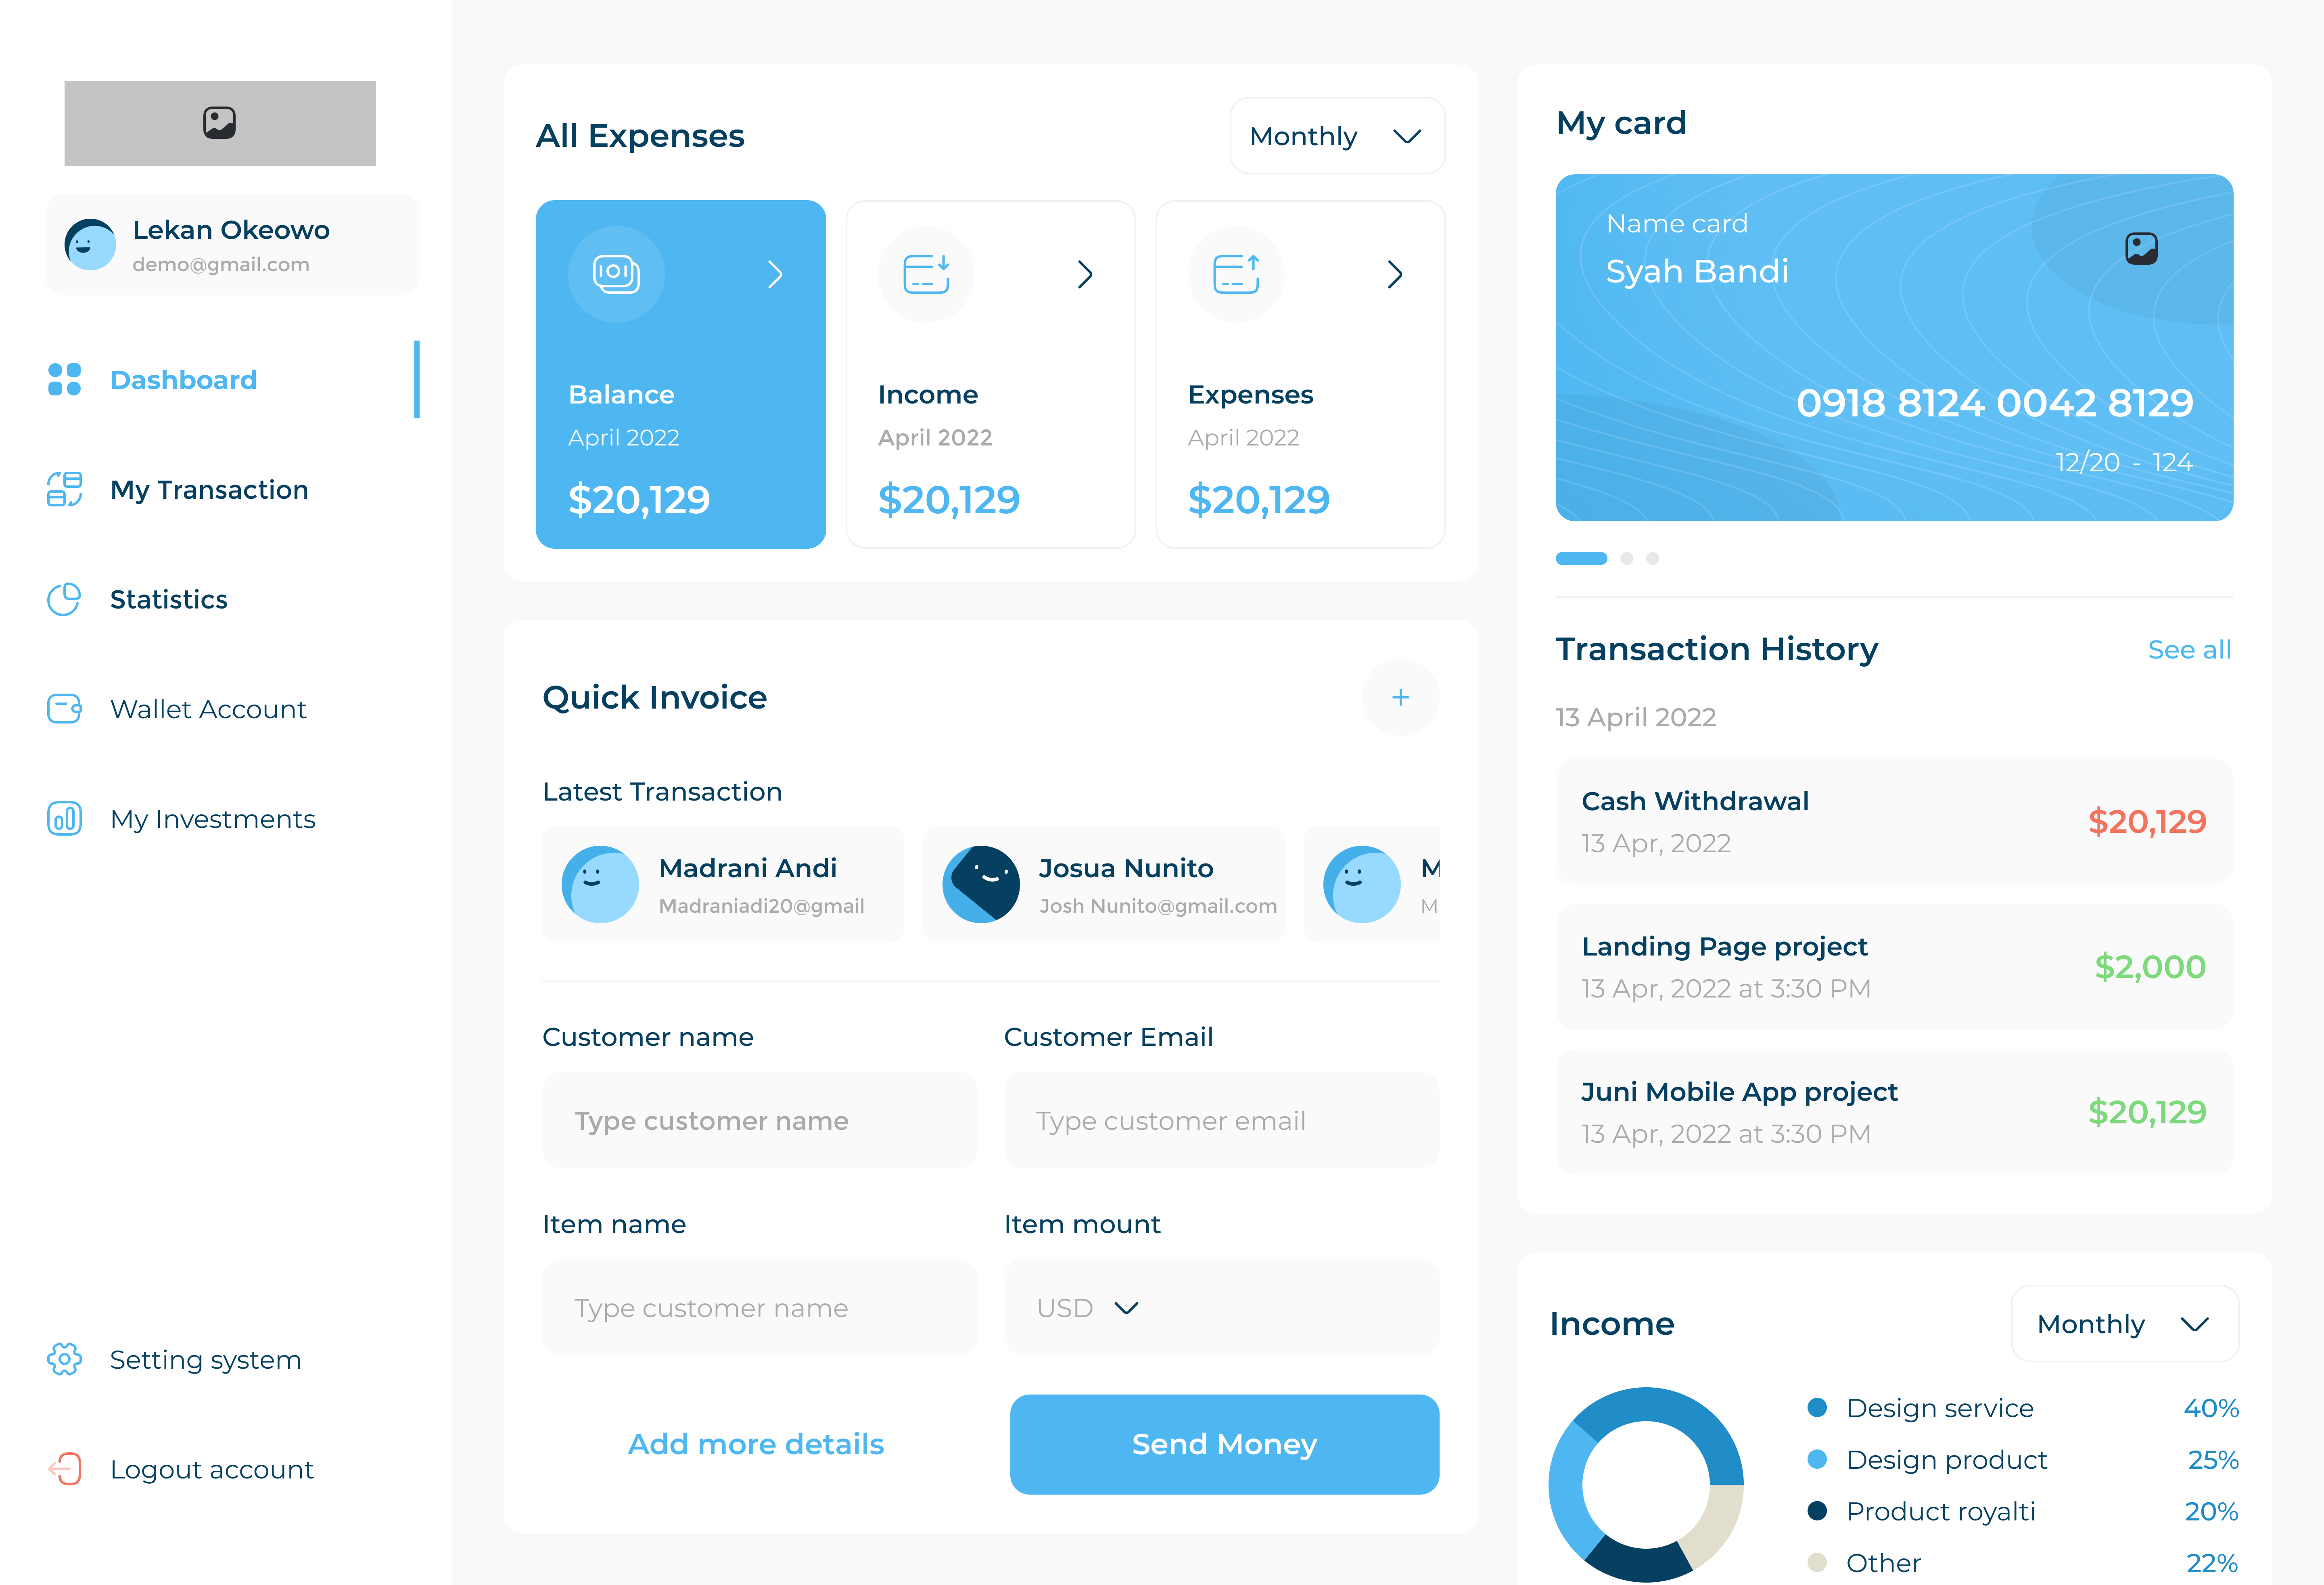 Lekan Okeowo
demo@gmail.com
Dashboard
My Transaction
Statistics
Wallet Account
My Investments
Setting system
Logout account
All Expenses
Monthly
Balance
April 2022
$20,129
Income
April 2022
$20,129
Expenses
April 2022
$20,129
Quick Invoice
+
Latest Transaction
Madrani Andi
Madraniadi20@gmail
Josua Nunito
Josh Nunito@gmail.com
M
M
Customer name
Type customer name
Customer Email
Type customer email
Item name
Type customer name
Item mount
USD
Add more details
Send Money
My card
Name card
Syah Bandi
0918 8124 0042 8129
12/20 - 124
Transaction History
See all
13 April 2022
Cash Withdrawal
13 Apr, 2022
$20,129
Landing Page project
13 Apr, 2022 at 3:30 PM
$2,000
Juni Mobile App project
13 Apr, 2022 at 3:30 PM
$20,129
Income
Monthly
Design service 40%
Design product 25%
Product royalti 20%
Other 22%